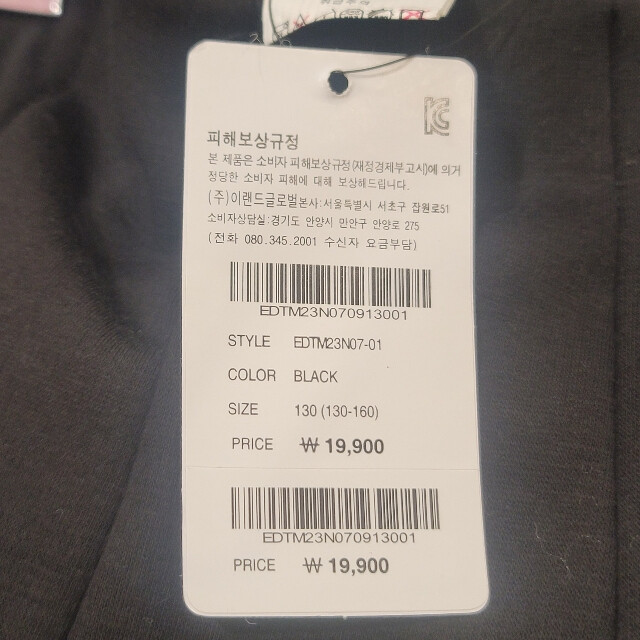 KC
피해보상규정
본 제품은 소비자 피해보상규정(재정경제부고시)에 의거
정당한 소비자 피해에 대해 보상해드립니다.
(주)이랜드글로벌본사:서울특별시 서초구 잠원로51
소비자상담실:경기도 안양시 만안구 안양로 275
(전화 080.345.2001 수신자 요금부담)
EDTM23N070913001
STYLE EDTM23N07-01
COLOR BLACK
SIZE 130 (130-160)
PRICE ₩ 19,900
EDTM23N070913001
PRICE ₩ 19,900